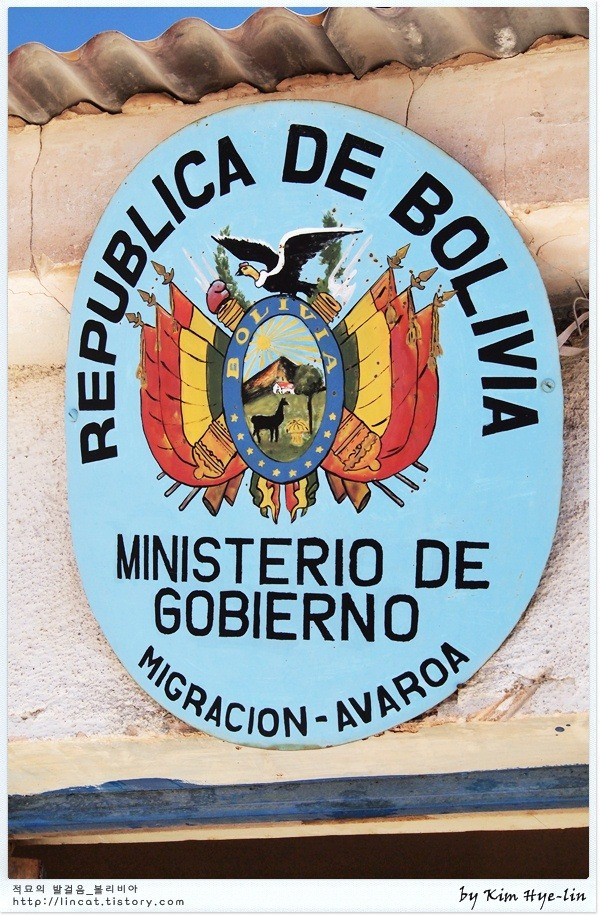 REPUBLICA DE BOLIVIA
BOLIVIA
MINISTERIO DE
GOBIERNO
MIGRACION-AVAROA
적묘의 발걸음_볼리비아
http://lincat.tistory.com
by Kim Hye-lin